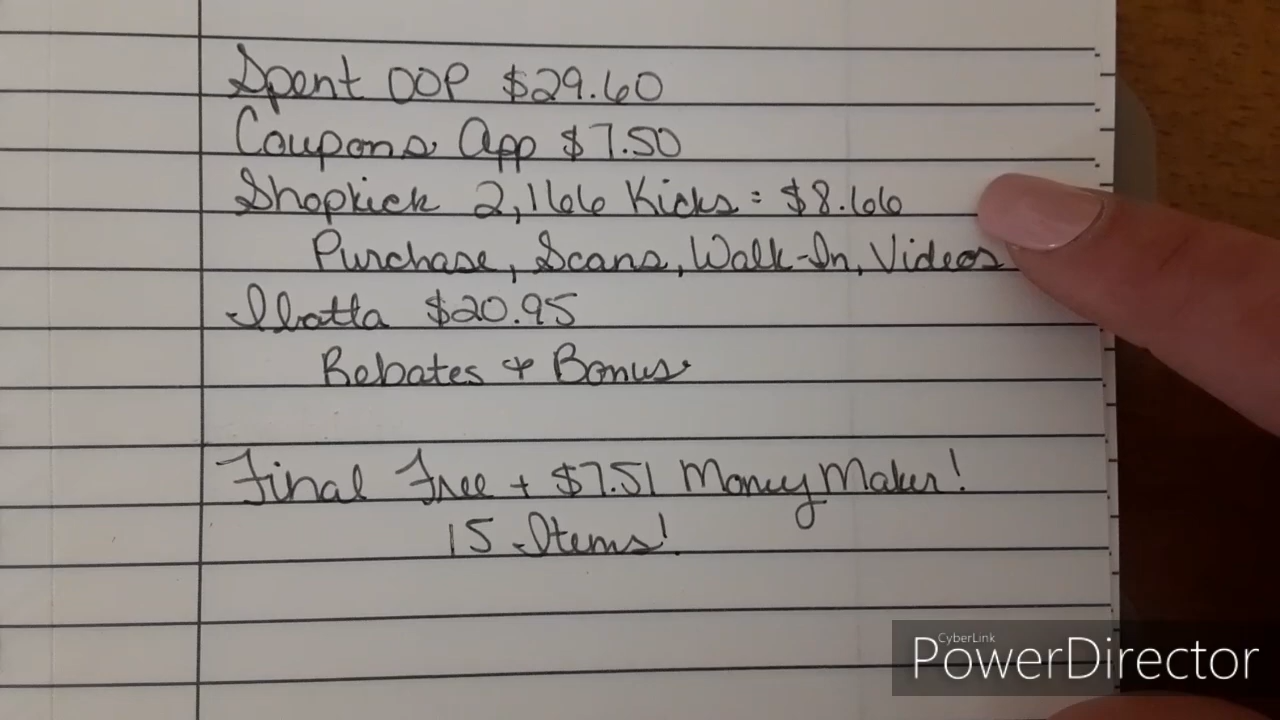 Spent OOP $29.60
Coupons App $7.50
Shopkick 2,166 Kicks = $8.66
Purchase, Scans, Walk-In, Videos
Ibatta $20.95
Rebates + Bonus
Final Free + $7.51 Money Maker!
15 Items!
CyberLink
PowerDirector